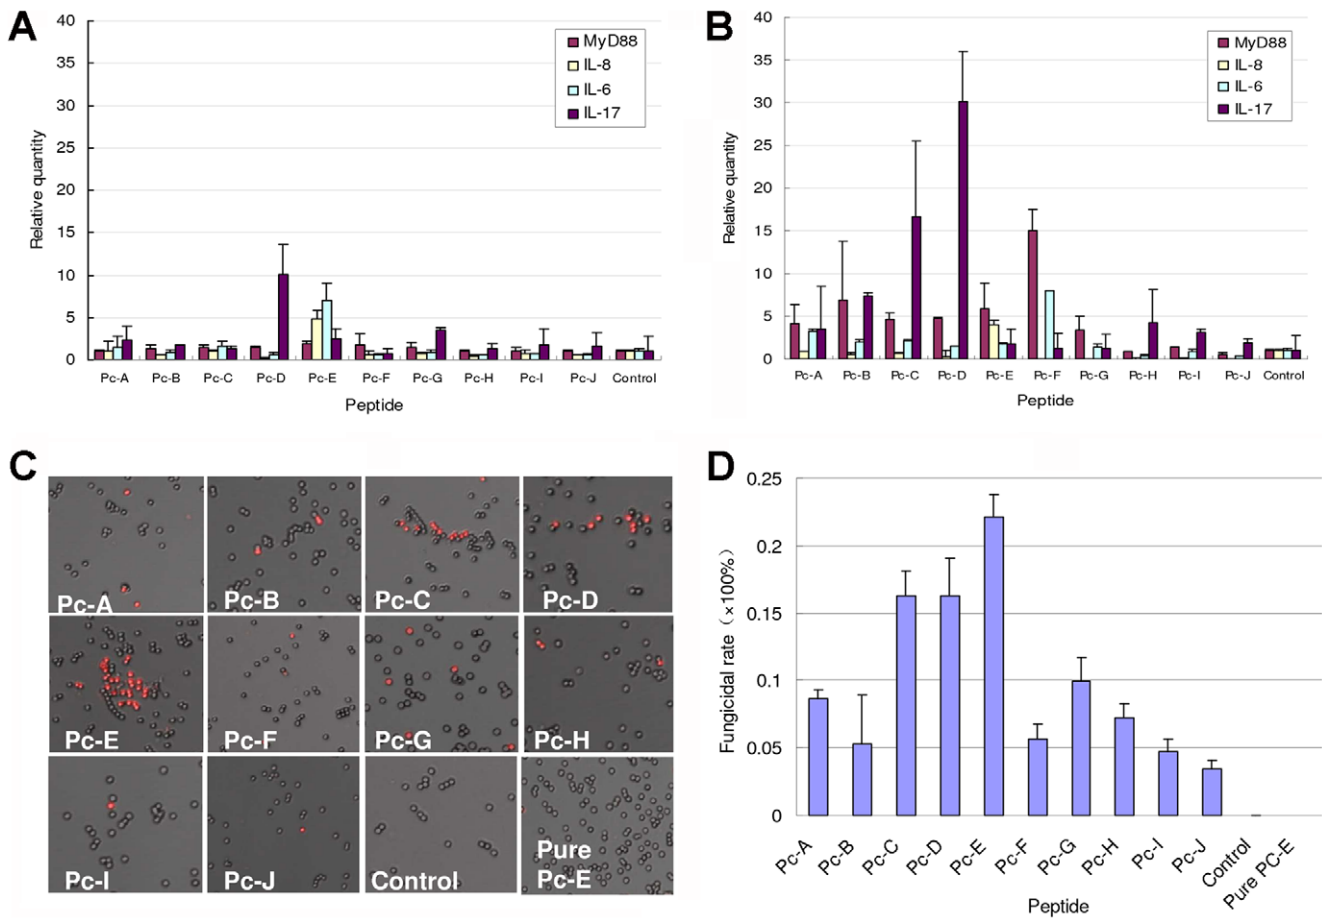 A
40
35
30
25
20
15
10
5
0
Relative quantity
MyD88
IL-8
IL-6
IL-17
Pc-A Pc-B Pc-C Pc-D Pc-E Pc-F Pc-G Pc-H Pc-I Pc-J Control
Peptide
B
40
35
30
25
20
15
10
5
0
Relative quantity
MyD88
IL-8
IL-6
IL-17
Pc-A Pc-B Pc-C Pc-D Pc-E Pc-F Pc-G Pc-H Pc-I Pc-J Control
Peptide
C
Pc-A Pc-B Pc-C Pc-D
Pc-E Pc-F Pc-G Pc-H
Pc-I Pc-J Control Pure
Pc-E
D
0.25
0.2
0.15
0.1
0.05
0
Fungicidal rate (×100%)
Pc-A Pc-B Pc-C Pc-D Pc-E Pc-F Pc-G Pc-H Pc-I Pc-J Control Pure PC-E
Peptide